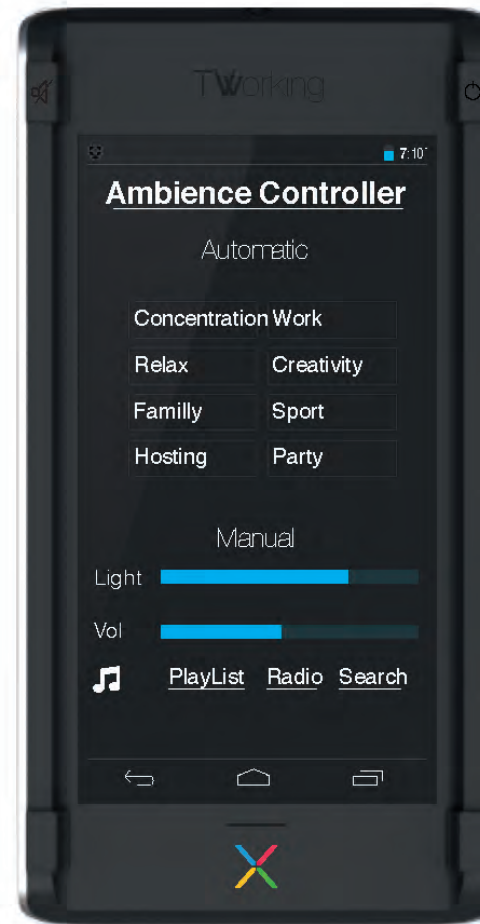 TWorking
7:10
Ambience Controller
Automatic
Concentration Work
Relax Creativity
Familly Sport
Hosting Party
Manual
Light
Vol
PlayList Radio Search